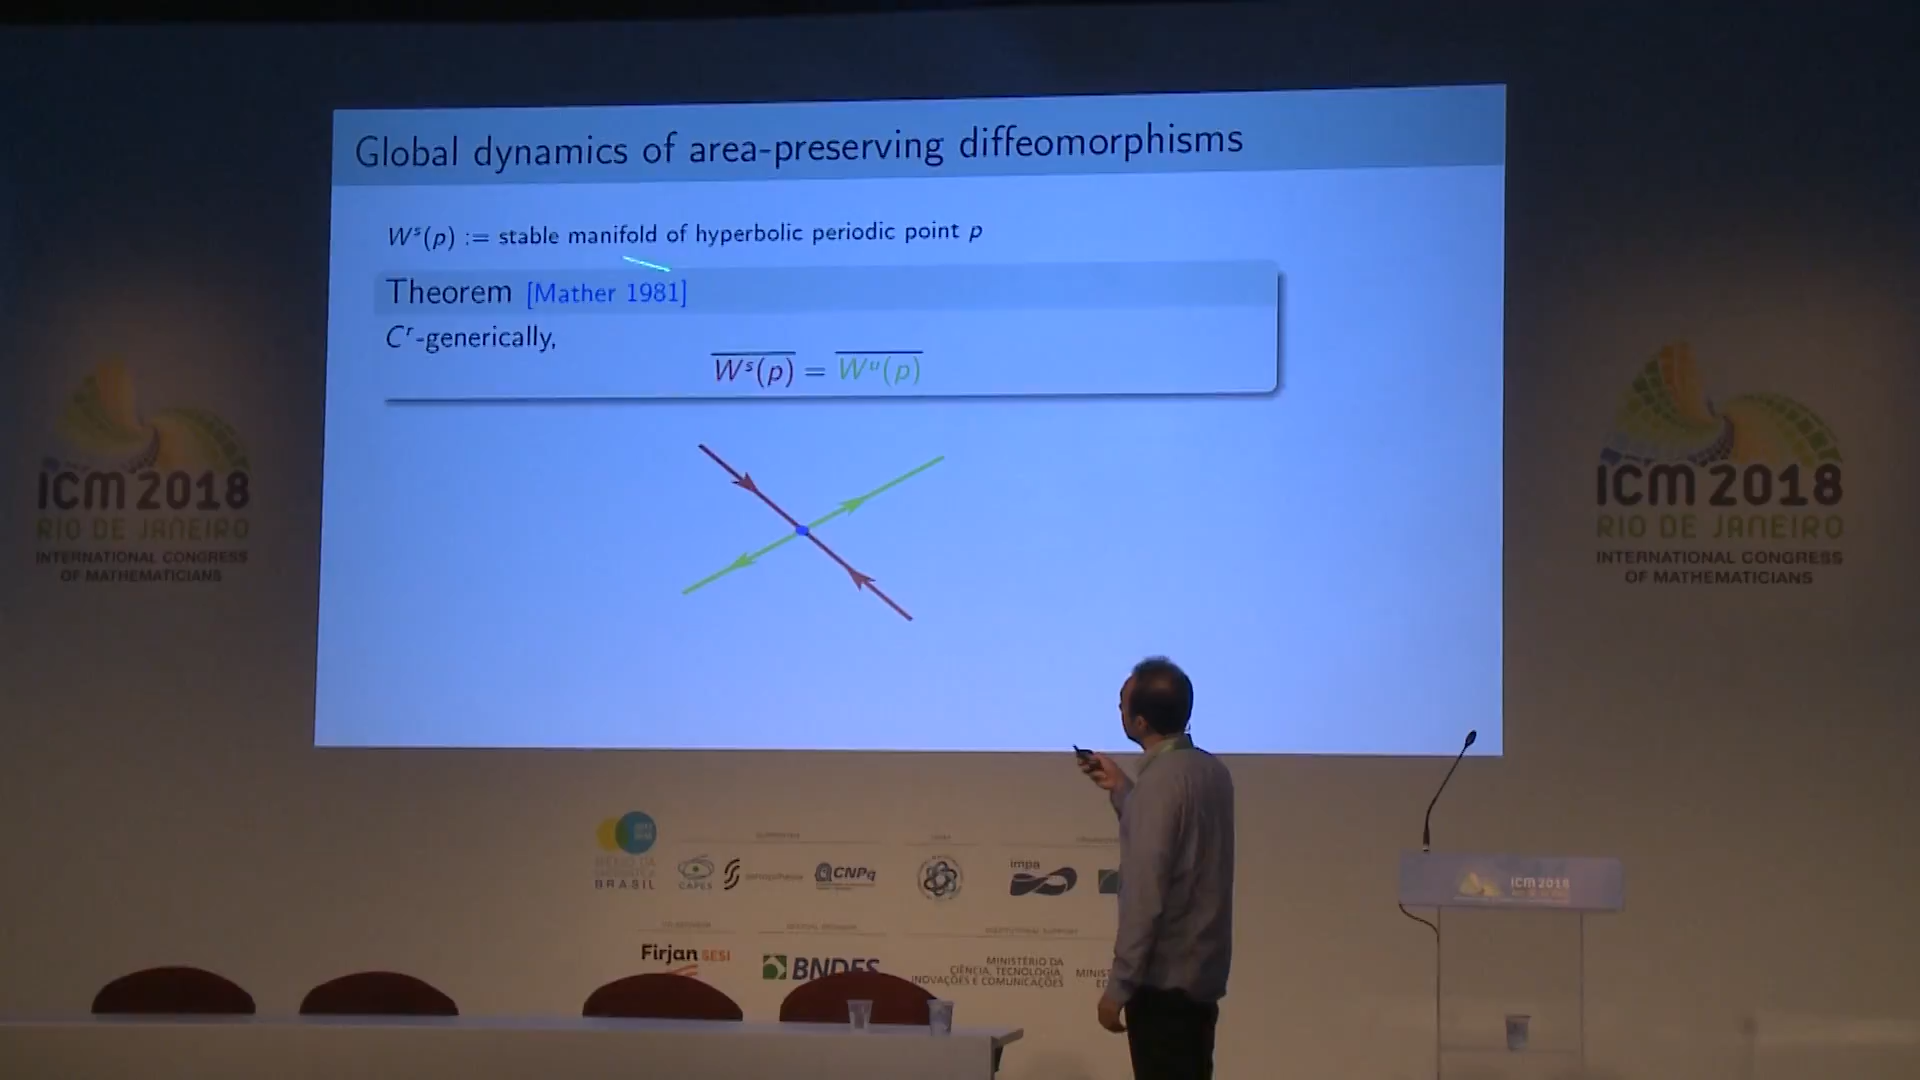 Global dynamics of area-preserving diffeomorphisms
Wˢ(p) := stable manifold of hyperbolic periodic point p
Theorem [Mather 1981]
Cʳ-generically,
W̅ˢ̅(̅p̅)̅ = W̅ᵘ̅(̅p̅)̅
ICM 2018
RIO DE JANEIRO
INTERNATIONAL CONGRESS
OF MATHEMATICIANS
ICM 2018
RIO DE JANEIRO
INTERNATIONAL CONGRESS
OF MATHEMATICIANS
BRASIL
CAPES
CNPq
impa
Firjan SESI
BNDES
MINISTÉRIO DA
CIÊNCIA, TECNOLOGIA,
INOVAÇÕES E COMUNICAÇÕES
ICM 2018